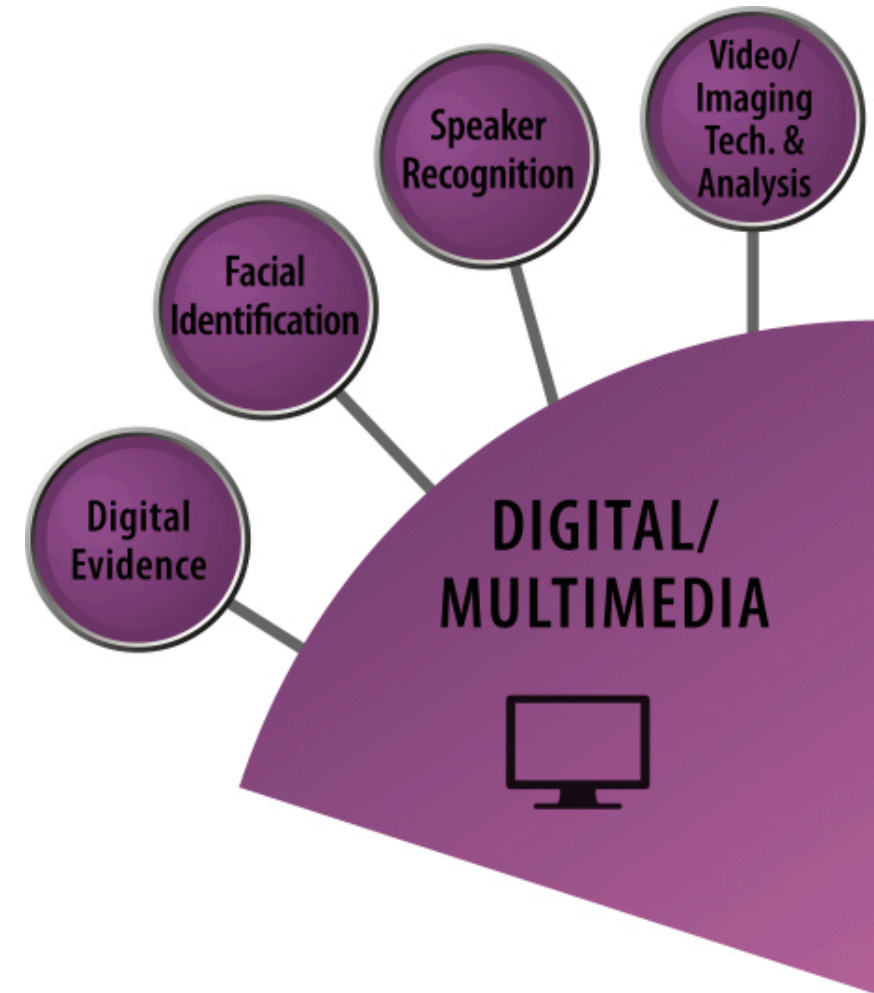 Video/
Imaging
Tech. &
Analysis
Speaker
Recognition
Facial
Identification
Digital
Evidence
DIGITAL/
MULTIMEDIA